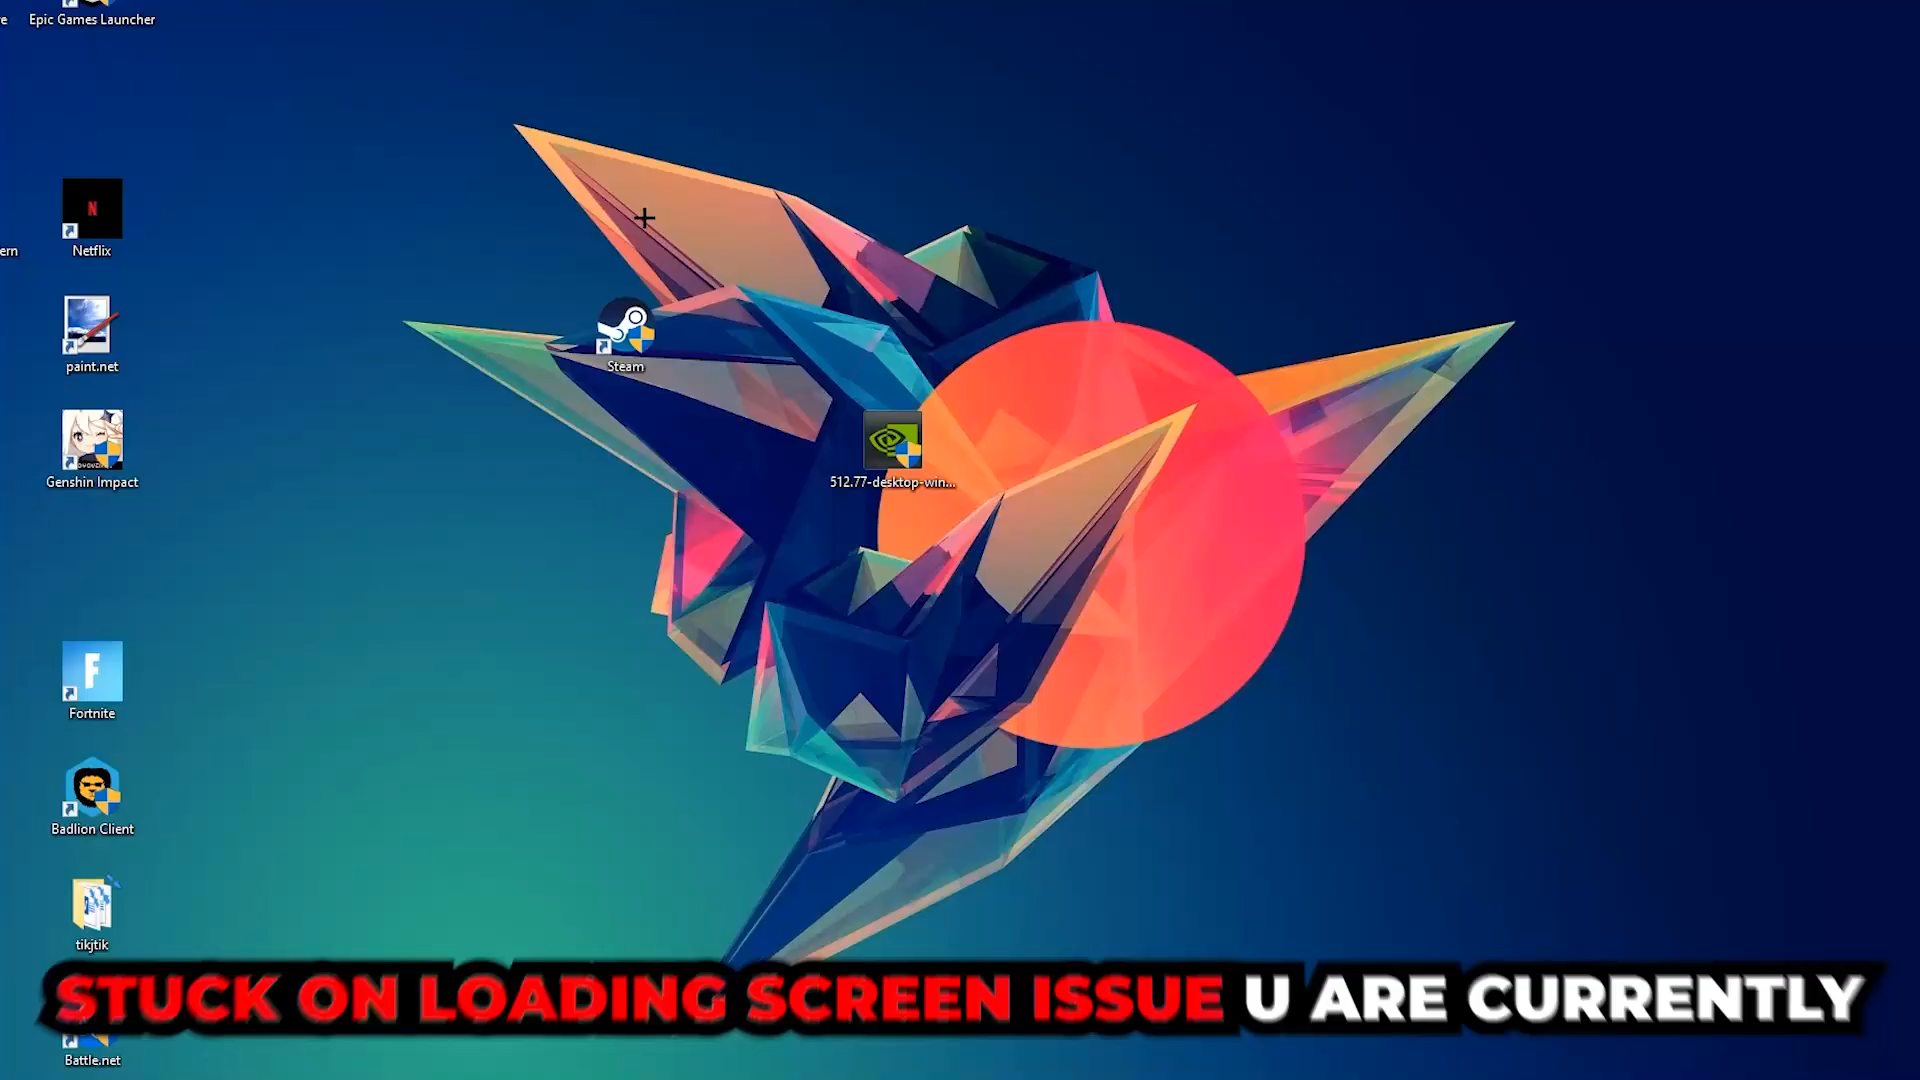 Epic Games Launcher
N
Netflix
ern
paint.net
Steam
Genshin Impact
512.77-desktop-win...
F
Fortnite
Badlion Client
tikjtik
STUCK ON LOADING SCREEN ISSUE U ARE CURRENTLY
Battle.net